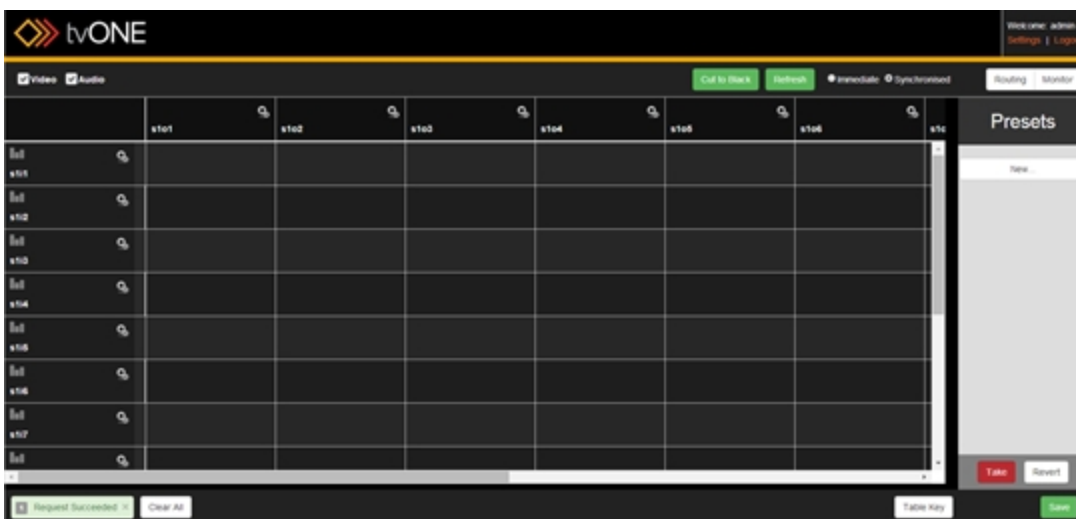 tvONE
Welcome: admin
Settings | Logo
Video Audio
Cut to Black Refresh Immediate Synchronised Routing Monitor
s1o1 s1o2 s1o3 s1o4 s1o5 s1o6 s1o
Presets
New...
s1i1
s1i2
s1i3
s1i4
s1i5
s1i6
s1i7
Take Revert
Request Succeeded × Clear All Table Key Save